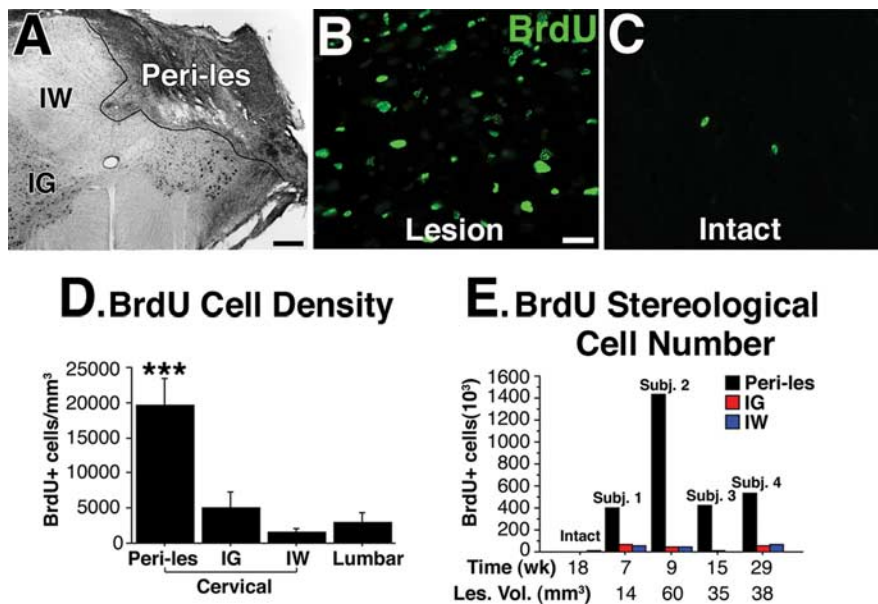 A
Peri-les
IW
IG
B
BrdU
Lesion
C
Intact
D. BrdU Cell Density
BrdU+ cells/mm³
25000
20000
15000
10000
5000
0
***
Peri-les IG IW Lumbar
Cervical
E. BrdU Stereological
Cell Number
BrdU+ cells(10³)
1600
1400
1200
1000
800
600
400
200
0
Peri-les
IG
IW
Intact
Subj. 1
Subj. 2
Subj. 3
Subj. 4
Time (wk) 18 7 9 15 29
Les. Vol. (mm³) 14 60 35 38